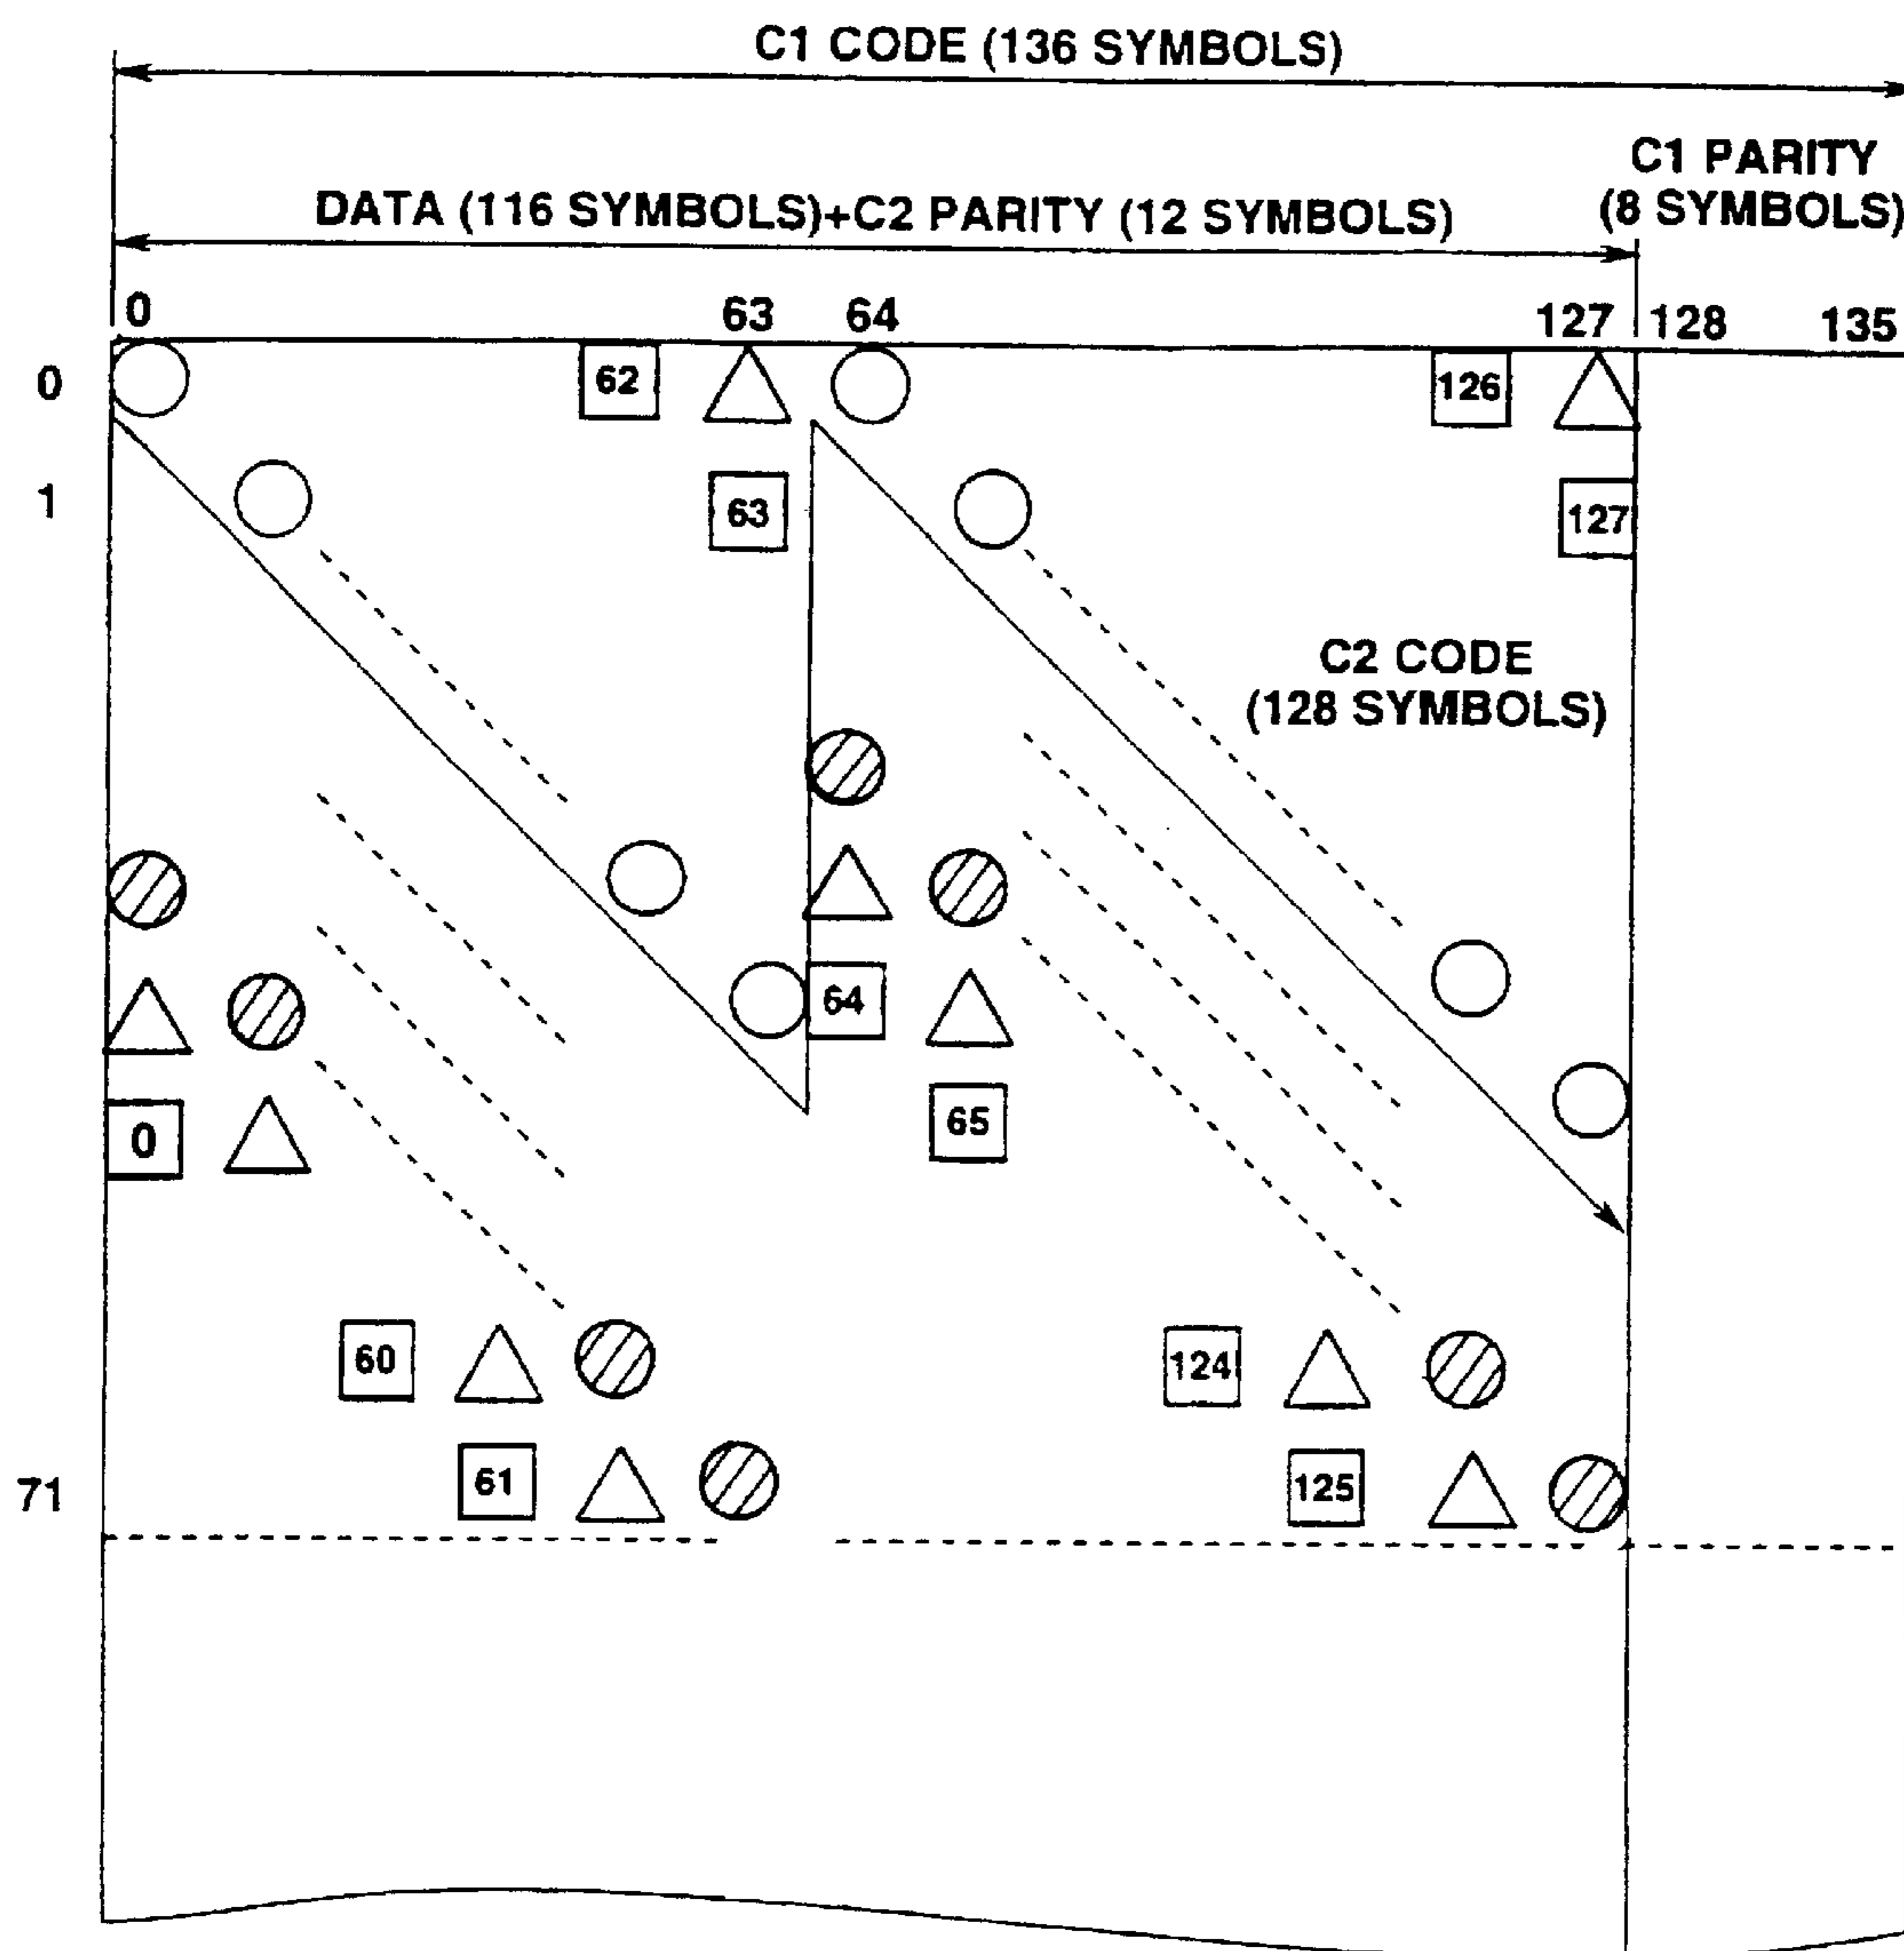 C1 CODE (136 SYMBOLS)
C1 PARITY
(8 SYMBOLS)
DATA (116 SYMBOLS)+C2 PARITY (12 SYMBOLS)
0 63 64 127 128 135
0 62 126
1 63 127
C2 CODE
(128 SYMBOLS)
64
0 65
60 124
71 61 125